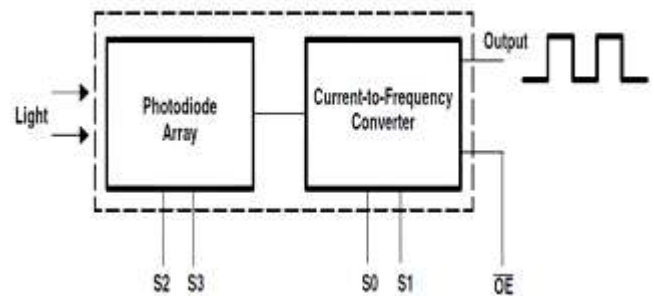 Light
Photodiode
Array
Current-to-Frequency
Converter
Output
S2 S3
S0 S1
OE